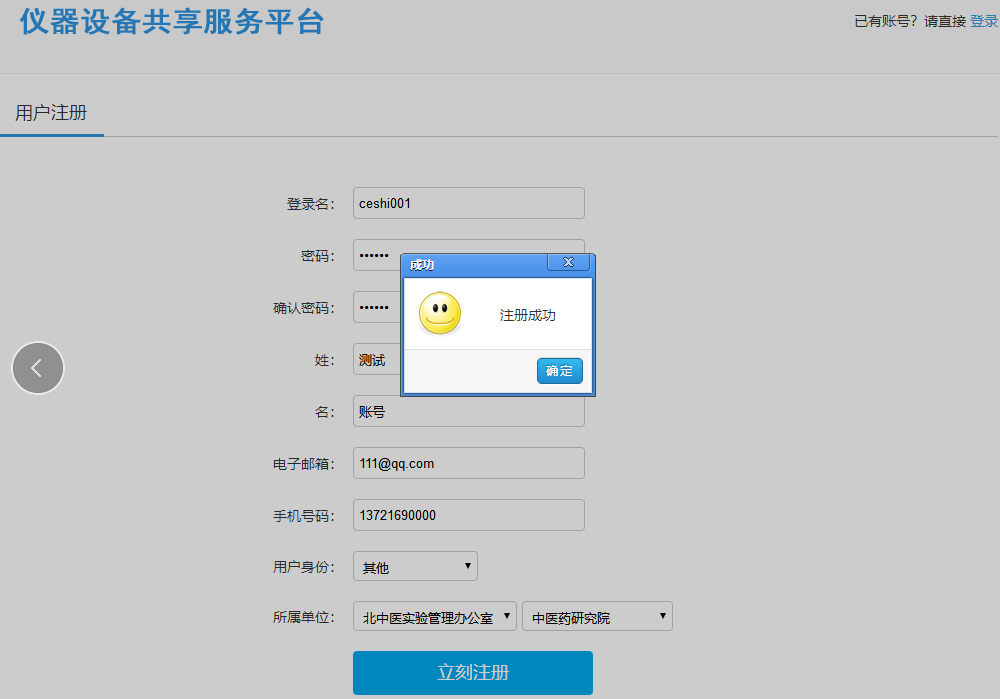 仪器设备共享服务平台
已有账号？请直接 登录
用户注册
登录名： ceshi001
密码： ••••••
成功 X
确认密码： ••••••
注册成功
姓： 测试
确定
名： 账号
电子邮箱： 111@qq.com
手机号码： 13721690000
用户身份： 其他
所属单位： 北中医实验管理办公室 中医药研究院
立刻注册